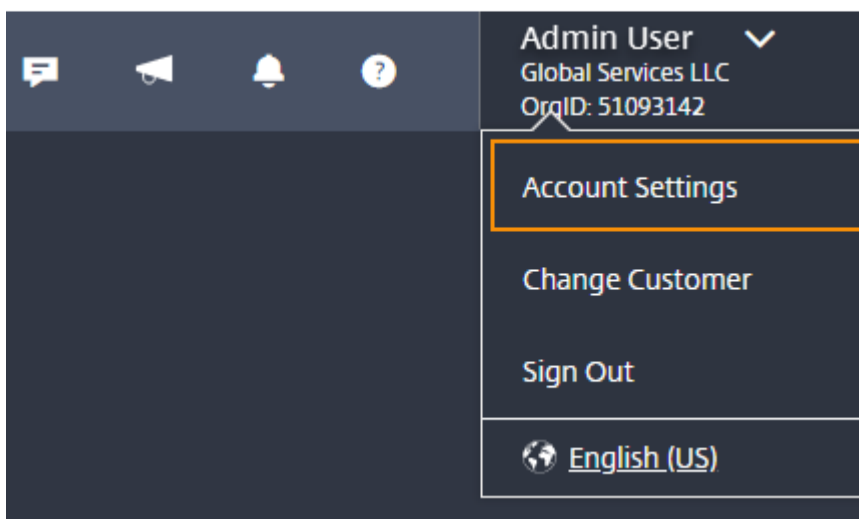 Admin User
Global Services LLC
OrgID: 51093142
?
Account Settings
Change Customer
Sign Out
English (US)